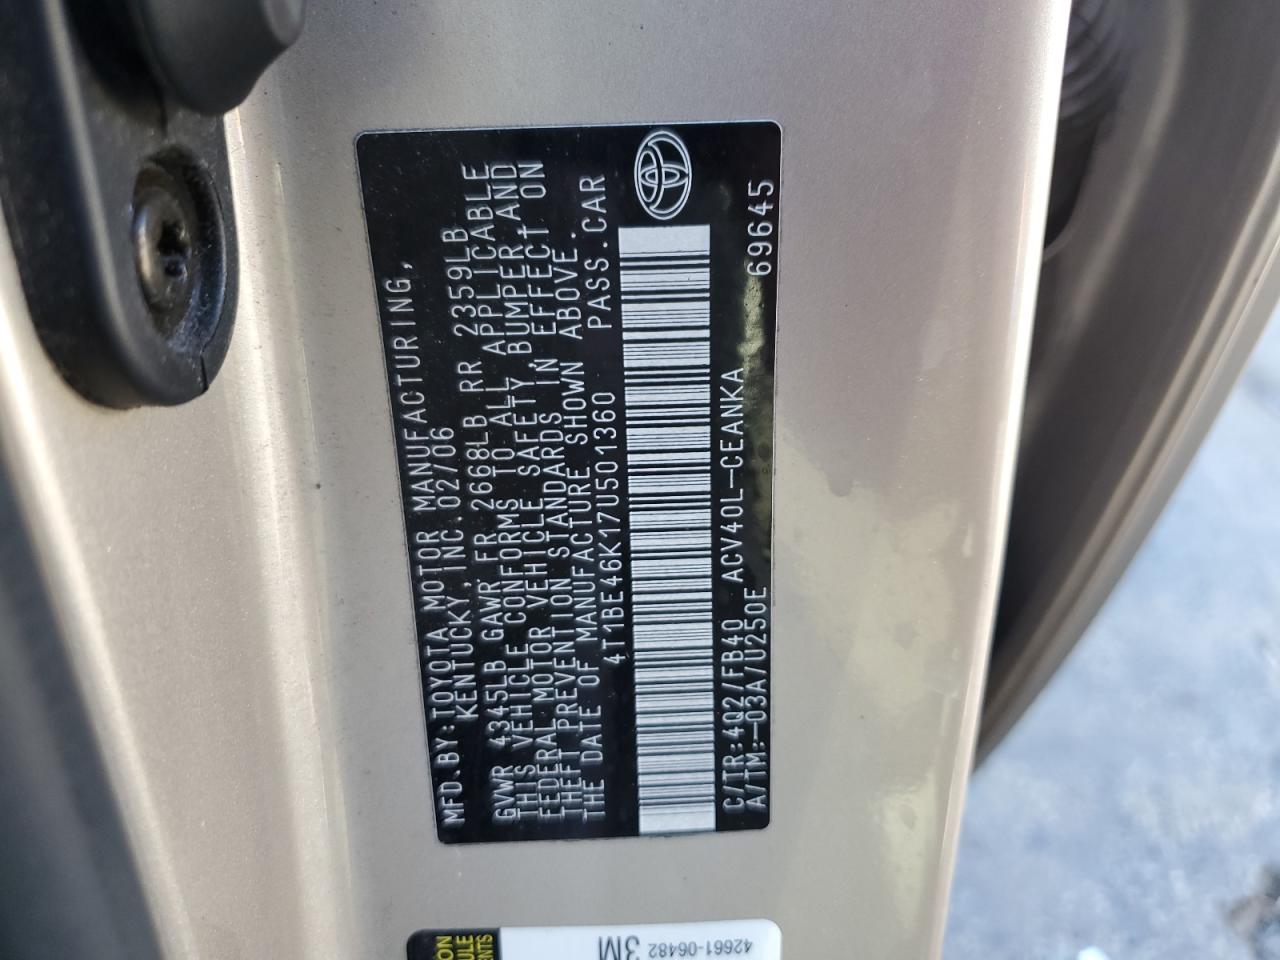 MFD.BY:TOYOTA MOTOR MANUFACTURING,
KENTUCKY,INC.02/06
GVWR 4345LB GAWR FR 2668LB RR 2359LB
THIS VEHICLE CONFORMS TO ALL APPLICABLE
FEDERAL MOTOR VEHICLE SAFETY,BUMPER,AND
THEFT PREVENTION STANDARDS IN EFFECT ON
THE DATE OF MANUFACTURE SHOWN ABOVE.
4T1BE46K17U501360 PASS.CAR
C/TR:4Q2/FB40 ACV40L-CEANKA
A/TM:-03A/U250E 69645
42661-06482
3M